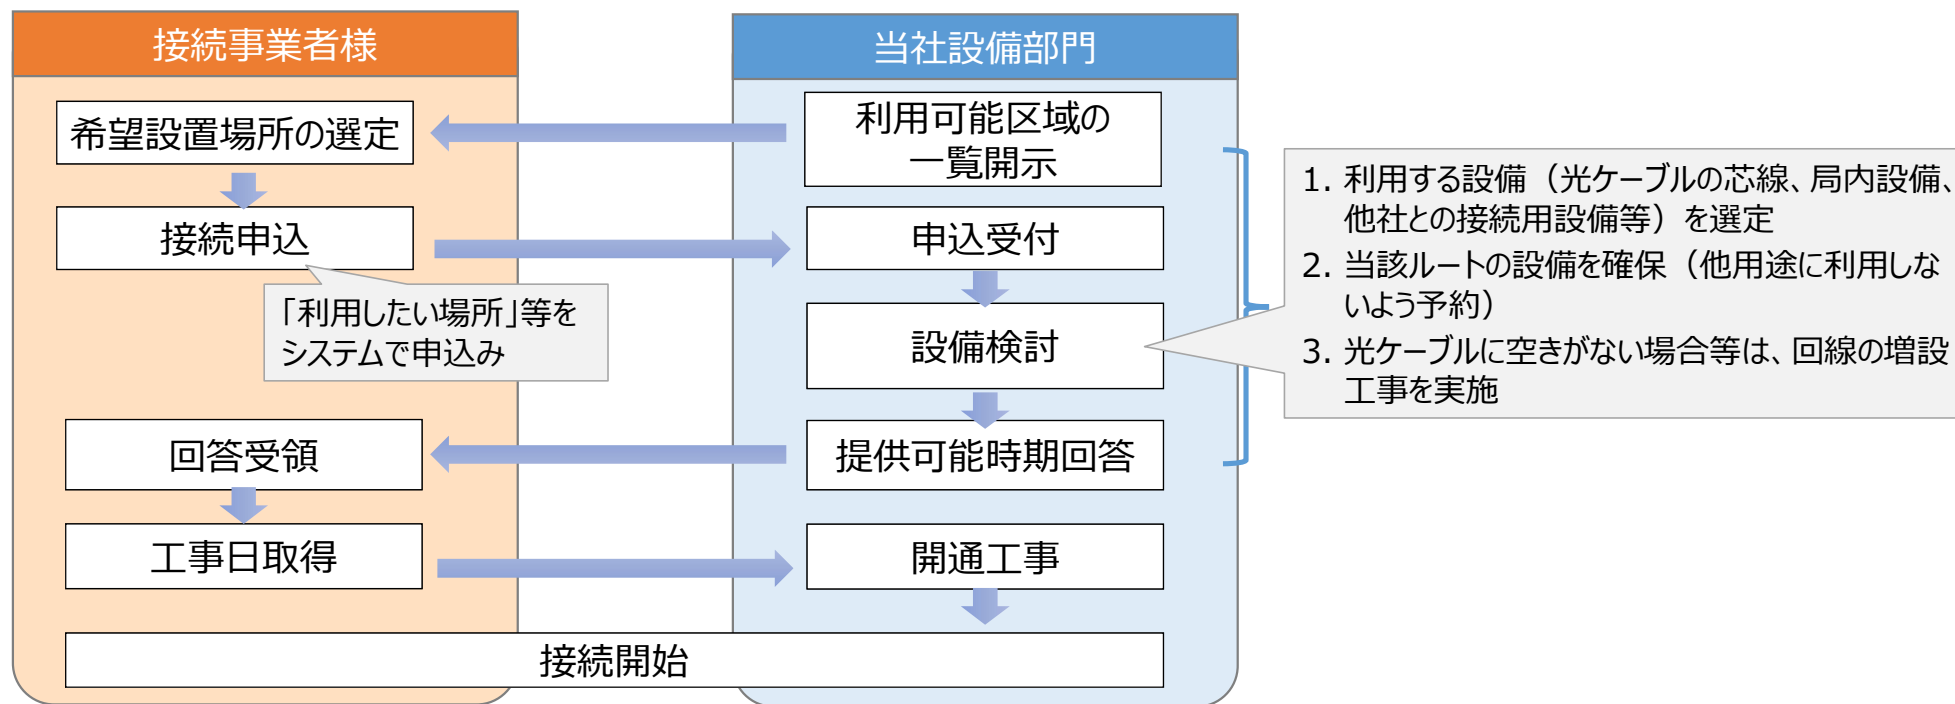 接続事業者様
当社設備部門
希望設置場所の選定
利用可能区域の
一覧開示
接続申込
申込受付
「利用したい場所」等を
システムで申込み
設備検討
1. 利用する設備（光ケーブルの芯線、局内設備、
他社との接続用設備等）を選定
2. 当該ルートの設備を確保（他用途に利用しな
いよう予約）
3. 光ケーブルに空きがない場合等は、回線の増設
工事を実施
回答受領
提供可能時期回答
工事日取得
開通工事
接続開始